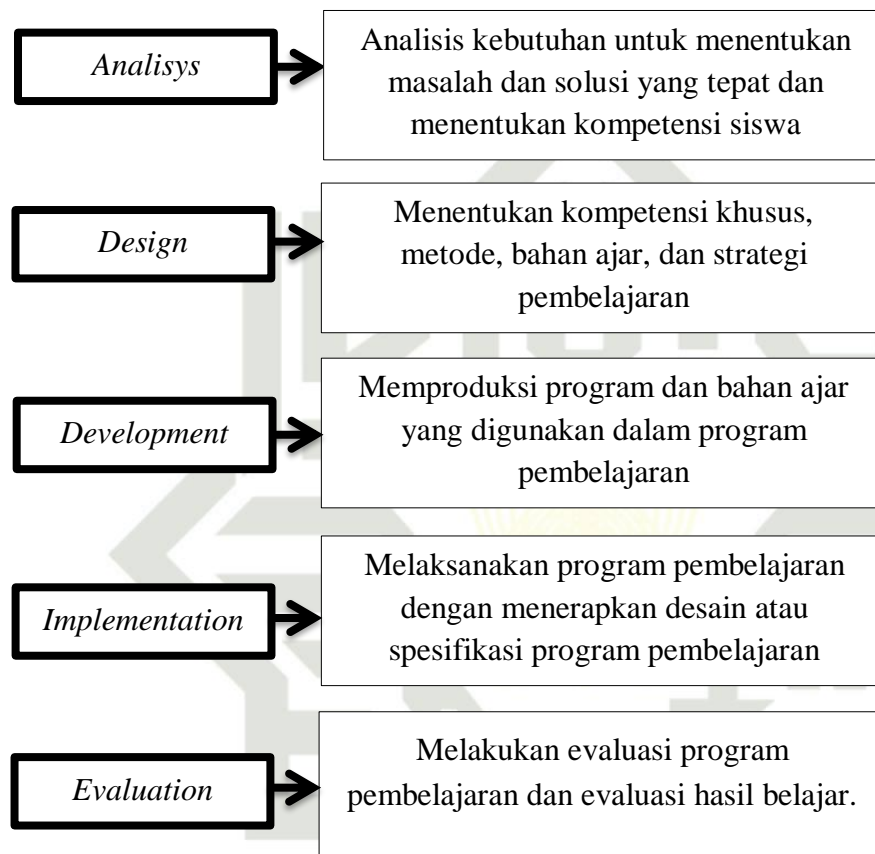 Analisys
Analisis kebutuhan untuk menentukan
masalah dan solusi yang tepat dan
menentukan kompetensi siswa
Design
Menentukan kompetensi khusus,
metode, bahan ajar, dan strategi
pembelajaran
Development
Memproduksi program dan bahan ajar
yang digunakan dalam program
pembelajaran
Implementation
Melaksanakan program pembelajaran
dengan menerapkan desain atau
spesifikasi program pembelajaran
Evaluation
Melakukan evaluasi program
pembelajaran dan evaluasi hasil belajar.